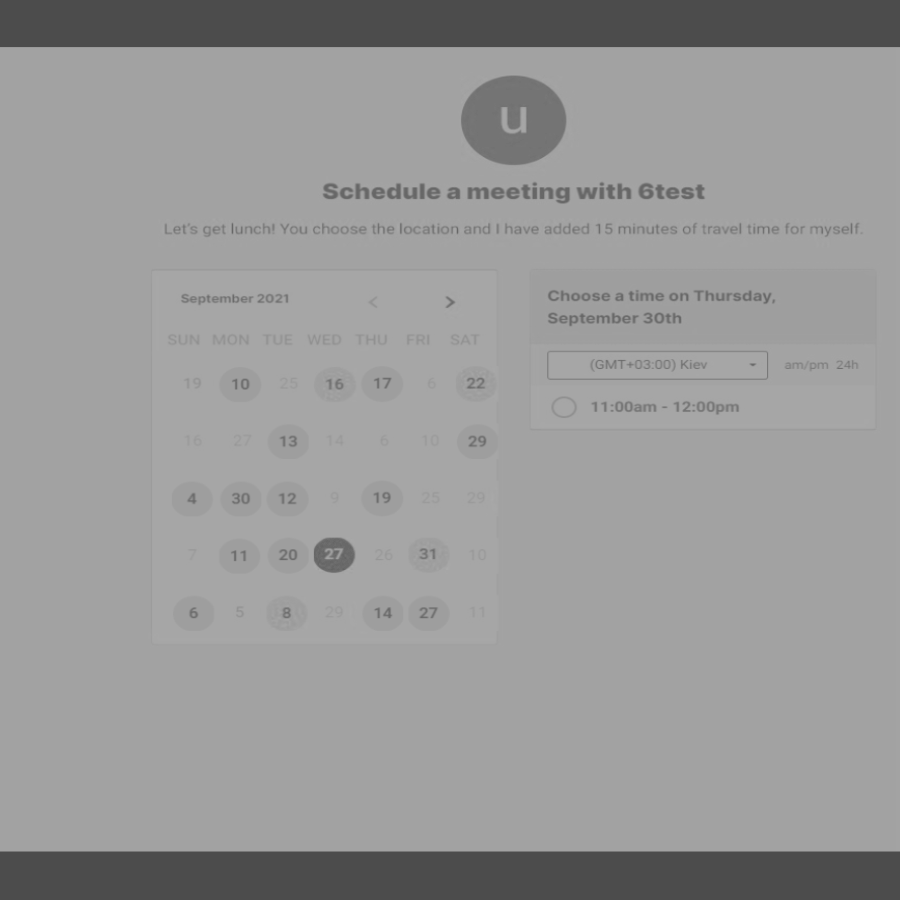 u
Schedule a meeting with 6test
Let's get lunch! You choose the location and I have added 15 minutes of travel time for myself.
September 2021 < >
SUN MON TUE WED THU FRI SAT
19 10 25 16 17 6 22
16 27 13 14 6 10 29
4 30 12 9 19 25 29
7 11 20 27 26 31 10
6 5 8 29 14 27 11
Choose a time on Thursday,
September 30th
(GMT+03:00) Kiev am/pm 24h
11:00am - 12:00pm